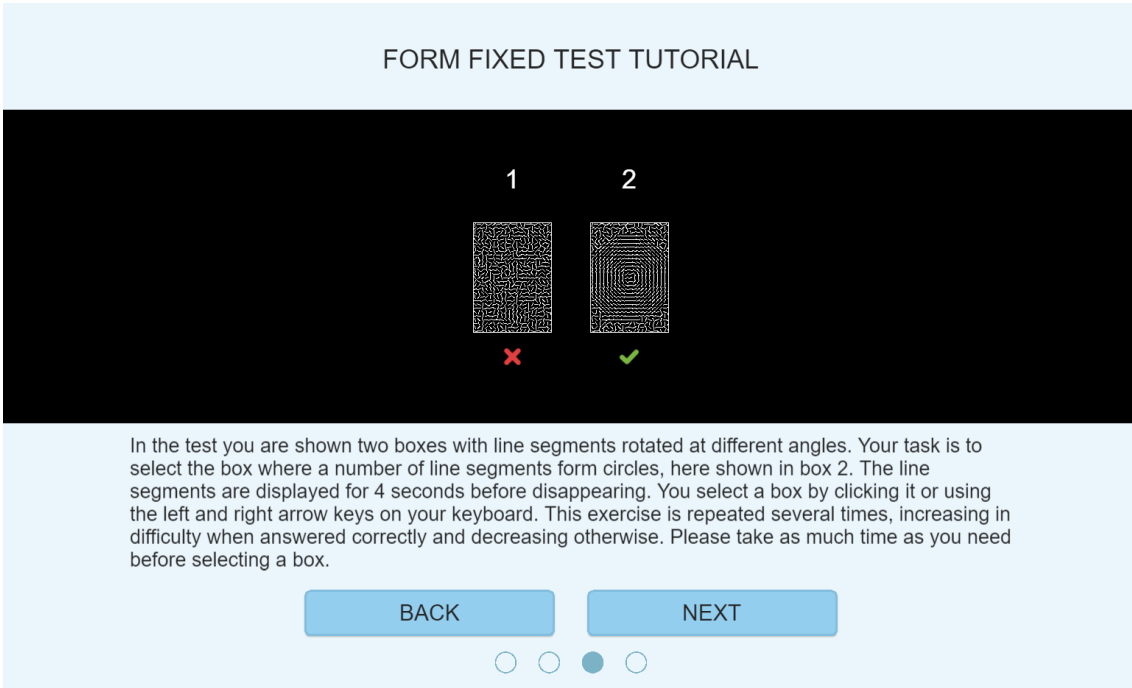 FORM FIXED TEST TUTORIAL
1 2
In the test you are shown two boxes with line segments rotated at different angles. Your task is to
select the box where a number of line segments form circles, here shown in box 2. The line
segments are displayed for 4 seconds before disappearing. You select a box by clicking it or using
the left and right arrow keys on your keyboard. This exercise is repeated several times, increasing in
difficulty when answered correctly and decreasing otherwise. Please take as much time as you need
before selecting a box.
BACK NEXT